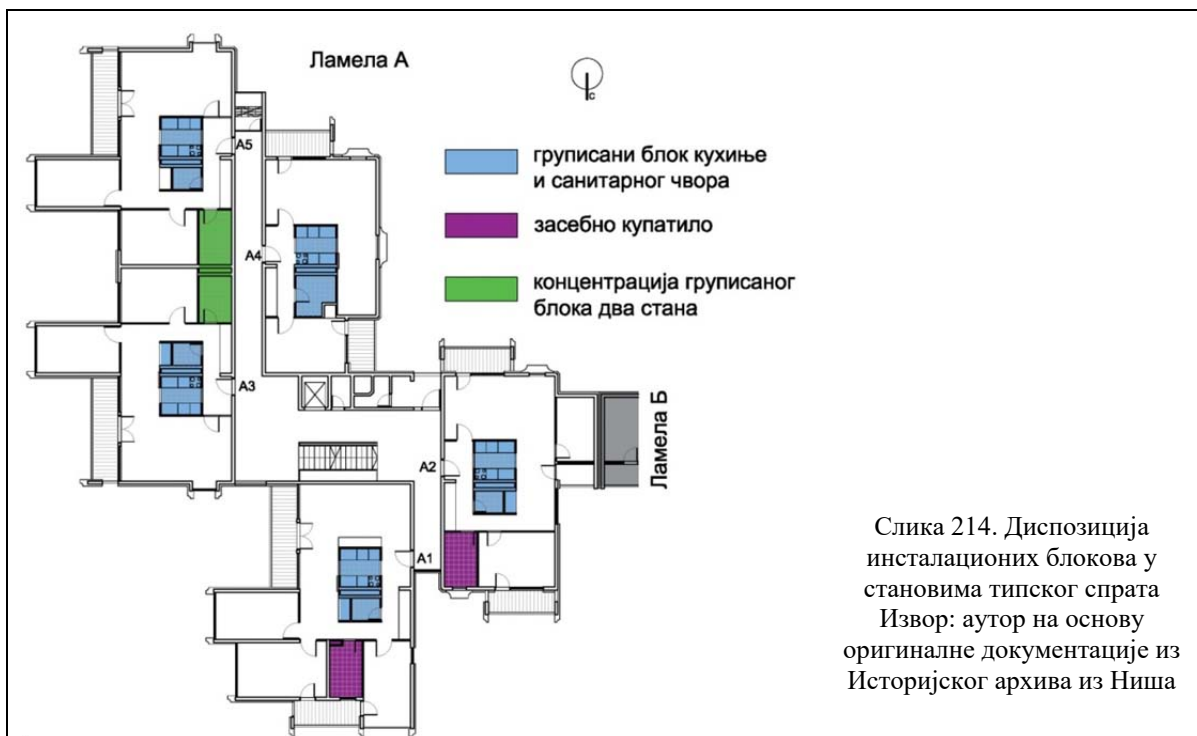 Ламела А
с
груписани блок кухиње
и санитарног чвора
засебно купатило
концентрација груписаног
блока два стана
A5
A4
A3
A2
A1
Ламела Б
Слика 214. Диспозиција
инсталационих блокова у
становима типског спрата
Извор: аутор на основу
оригиналне документације из
Историјског архива из Ниша